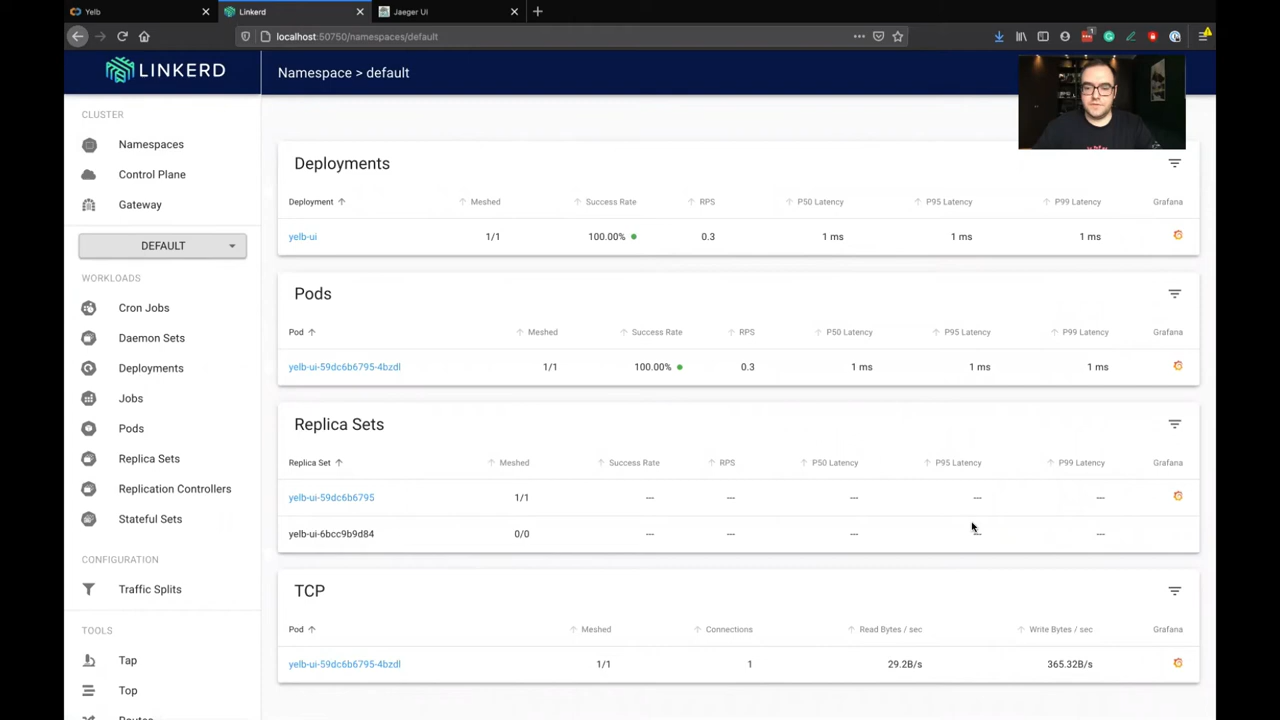 Yelb
Linkerd
Jaeger UI
localhost:50750/namespaces/default
LINKERD
Namespace > default
CLUSTER
Namespaces
Control Plane
Gateway
DEFAULT
WORKLOADS
Cron Jobs
Daemon Sets
Deployments
Jobs
Pods
Replica Sets
Replication Controllers
Stateful Sets
CONFIGURATION
Traffic Splits
TOOLS
Tap
Top
Routes
Deployments
Deployment Meshed Success Rate RPS P50 Latency P95 Latency P99 Latency Grafana
yelb-ui 1/1 100.00% 0.3 1 ms 1 ms 1 ms
Pods
Pod Meshed Success Rate RPS P50 Latency P95 Latency P99 Latency Grafana
yelb-ui-59dc6b6795-4bzdl 1/1 100.00% 0.3 1 ms 1 ms 1 ms
Replica Sets
Replica Set Meshed Success Rate RPS P50 Latency P95 Latency P99 Latency Grafana
yelb-ui-59dc6b6795 1/1 --- --- --- --- ---
yelb-ui-6bcc9b9d84 0/0 --- --- --- --- ---
TCP
Pod Meshed Connections Read Bytes / sec Write Bytes / sec Grafana
yelb-ui-59dc6b6795-4bzdl 1/1 1 29.2B/s 365.32B/s